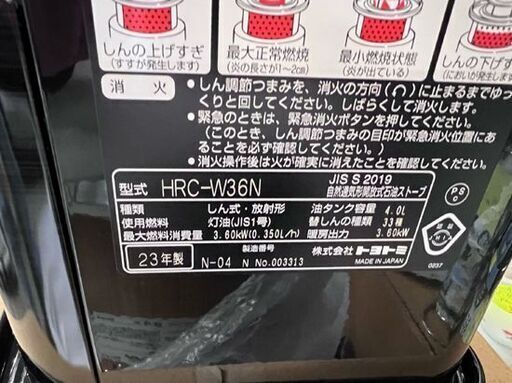 しんの上げすぎ
(すすが発生します)
最大正常燃焼
(炎の長さが1~2cm)
最小燃焼状態
(炎が出ている)
しんの下げす
(においが発生します
消火
●しん調節つまみを、消火の方向(∩)に止まるまでゆっ
くりと回してください。しばらくして消火します。
●緊急のときは、緊急消火ボタンを押してください。
(このとき、しん調節つまみの目印が緊急消火位置にあ
ることを確認してください。)
●消火操作後は火が確実に消えたことを確認してください。
型式 HRC-W36N
JIS S 2019
自然通気形開放式石油ストーブ
PS
C
種類 しん式・放射形 油タンク容量 4.0L
使用燃料 灯油(JIS1号) 替しんの種類 33種
最大燃料消費量 3.60kW(0.350L/h) 暖房出力 3.60kW
23年製
製造番号
N-04 N No.003313
株式会社トヨトミ
MADE IN JAPAN
0237